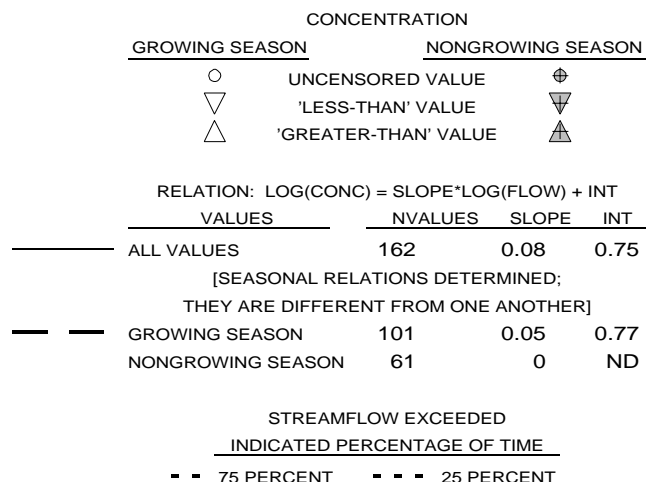 CONCENTRATION
GROWING SEASON NONGROWING SEASON
UNCENSORED VALUE
'LESS-THAN' VALUE
'GREATER-THAN' VALUE
RELATION: LOG(CONC) = SLOPE*LOG(FLOW) + INT
VALUES NVALUES SLOPE INT
ALL VALUES 162 0.08 0.75
[SEASONAL RELATIONS DETERMINED;
THEY ARE DIFFERENT FROM ONE ANOTHER]
GROWING SEASON 101 0.05 0.77
NONGROWING SEASON 61 0 ND
STREAMFLOW EXCEEDED
INDICATED PERCENTAGE OF TIME
75 PERCENT 25 PERCENT